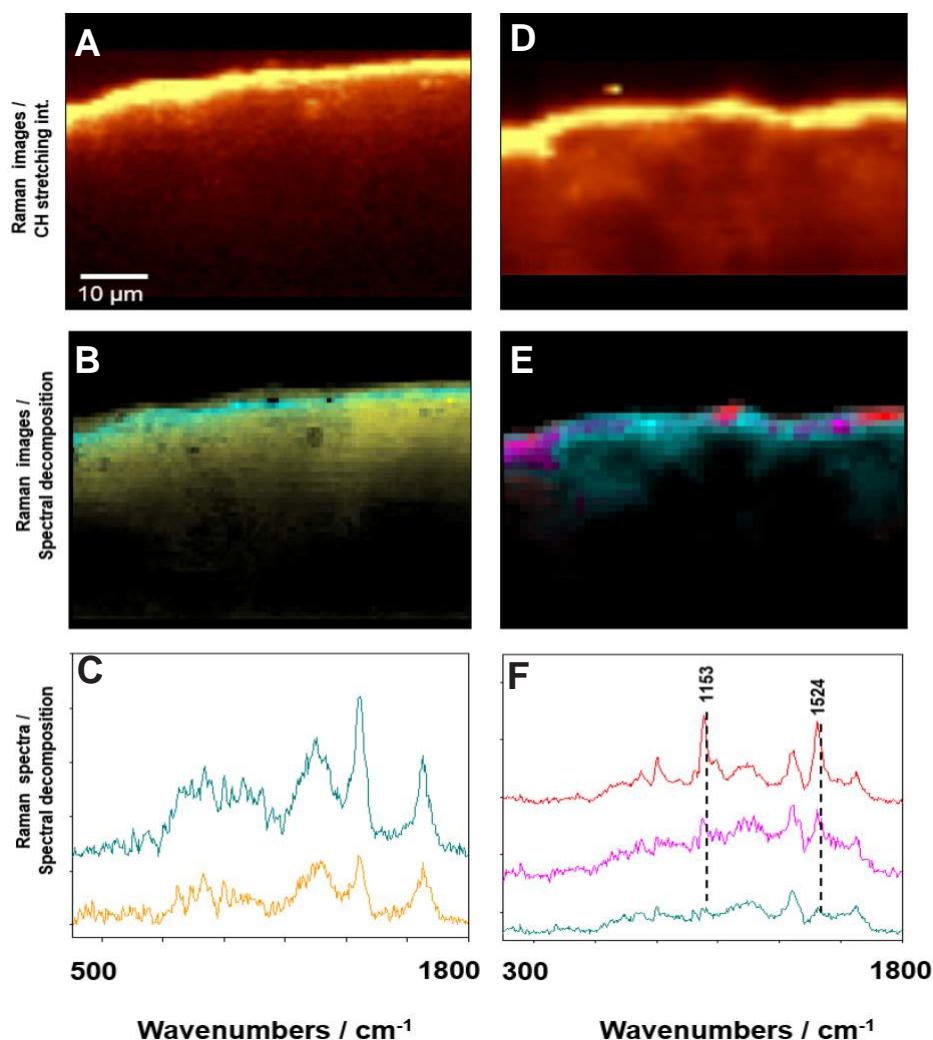 A
D
Raman images /
CH stretching int.
10 µm
B
E
Raman images /
Spectral decomposition
C
F
1153
1524
Raman spectra /
Spectral decomposition
500
1800
300
1800
Wavenumbers / cm-1
Wavenumbers / cm-1